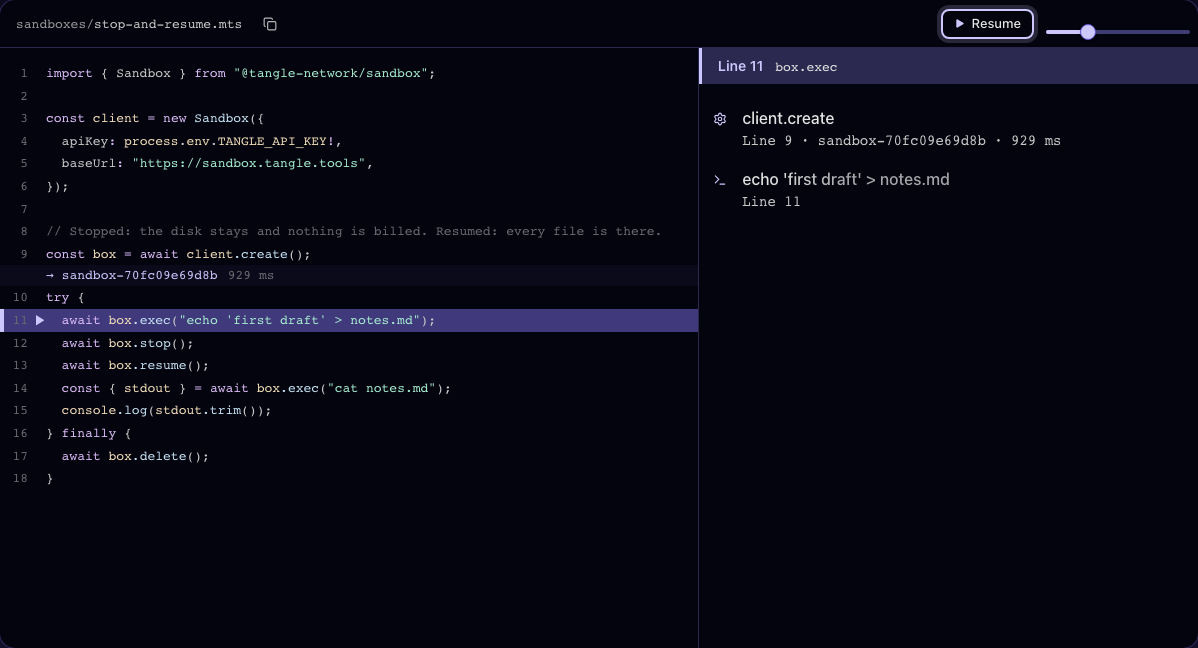 sandboxes/stop-and-resume.mts
Resume
1 import { Sandbox } from "@tangle-network/sandbox";
2
3 const client = new Sandbox({
4 apiKey: process.env.TANGLE_API_KEY!,
5 baseUrl: "https://sandbox.tangle.tools",
6 });
7
8 // Stopped: the disk stays and nothing is billed. Resumed: every file is there.
9 const box = await client.create();
→ sandbox-70fc09e69d8b 929 ms
10 try {
11 await box.exec("echo 'first draft' > notes.md");
12 await box.stop();
13 await box.resume();
14 const { stdout } = await box.exec("cat notes.md");
15 console.log(stdout.trim());
16 } finally {
17 await box.delete();
18 }
Line 11 box.exec
client.create
Line 9 · sandbox-70fc09e69d8b · 929 ms
echo 'first draft' > notes.md
Line 11